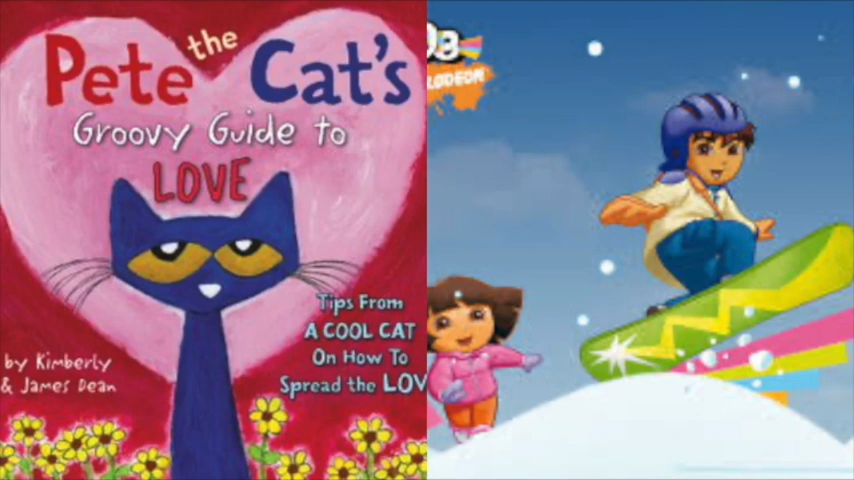 Pete the Cat's
Groovy Guide to
LOVE
Tips From
A COOL CAT
On How To
Spread the LOV
by Kimberly
& James Dean
LODEON